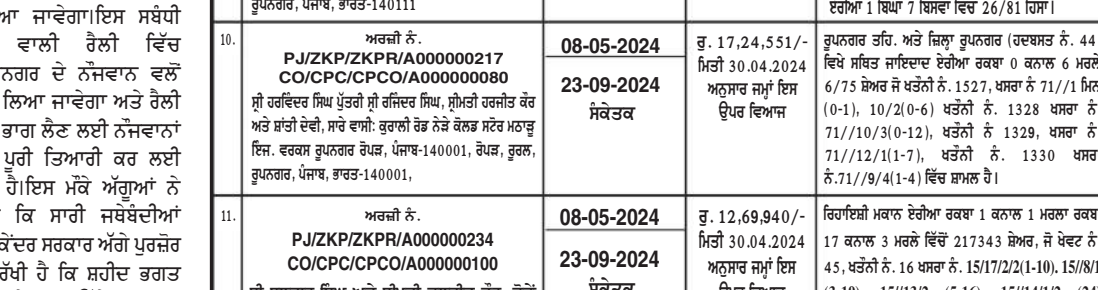 ਆ ਜਾਵੇਗਾ।ਇਸ ਸਬੰਧੀ
ਵਾਲੀ ਰੈਲੀ ਵਿੱਚ
ਨਗਰ ਦੇ ਨੌਜਵਾਨ ਵਲੋਂ
ਲਿਆ ਜਾਵੇਗਾ ਅਤੇ ਰੈਲੀ
ਭਾਗ ਲੈਣ ਲਈ ਨੌਜਵਾਨਾਂ
ਪੂਰੀ ਤਿਆਰੀ ਕਰ ਲਈ
ਹੈ।ਇਸ ਮੌਕੇ ਅੱਗੂਆਂ ਨੇ
ਕਿ ਸਾਰੀ ਜਥੇਬੰਦੀਆਂ
ਕੇਂਦਰ ਸਰਕਾਰ ਅੱਗੇ ਪੁਰਜ਼ੋਰ
ਰੱਖੀ ਹੈ ਕਿ ਸ਼ਹੀਦ ਭਗਤ
ਰੂਪਨਗਰ, ਪੰਜਾਬ, ਭਾਰਤ-140111
ਏਰੀਆ 1 ਬਿਘਾ 7 ਬਿਸਵਾ ਵਿਚ 26/81 ਹਿਸਾ।
10.
ਅਰਜ਼ੀ ਨੰ.
PJ/ZKP/ZKPR/A000000217
CO/CPC/CPCO/A000000080
ਸ਼੍ਰੀ ਹਰਵਿੰਦਰ ਸਿੰਘ ਪੁੱਤਰੀ ਸ਼੍ਰੀ ਰਜਿੰਦਰ ਸਿੰਘ, ਸ਼੍ਰੀਮਤੀ ਹਰਜੀਤ ਕੌਰ
ਅਤੇ ਸ਼ਾਂਤੀ ਦੇਵੀ, ਸਾਰੇ ਵਾਸੀ: ਕੁਰਾਲੀ ਰੋਡ ਨੇੜੇ ਕੋਲਡ ਸਟੋਰ ਮਠਾੜੂ
ਇਜ. ਵਰਕਸ ਰੂਪਨਗਰ ਰੋਪੜ, ਪੰਜਾਬ-140001, ਰੋਪੜ, ਰੂਰਲ,
ਰੂਪਨਗਰ, ਪੰਜਾਬ, ਭਾਰਤ-140001,
08-05-2024
23-09-2024
ਸੰਕੇਤਕ
ਰੁ. 17,24,551/-
ਮਿਤੀ 30.04.2024
ਅਨੁਸਾਰ ਜਮ੍ਹਾਂ ਇਸ
ਉਪਰ ਵਿਆਜ
ਰੂਪਨਗਰ ਤਹਿ. ਅਤੇ ਜ਼ਿਲ੍ਹਾ ਰੂਪਨਗਰ (ਹਦਬਸਤ ਨੰ. 44
ਵਿਖੇ ਸਥਿਤ ਜਾਇਦਾਦ ਏਰੀਆ ਰਕਬਾ 0 ਕਨਾਲ 6 ਮਰਲੇ
6/75 ਸ਼ੇਅਰ ਜੋ ਖਤੌਨੀ ਨੰ. 1527, ਖਸਰਾ ਨੰ 71//1 ਮਿਨ
(0-1), 10/2(0-6) ਖਤੌਨੀ ਨੰ. 1328 ਖਸਰਾ ਨੰ
71//10/3(0-12), ਖਤੌਨੀ ਨੰ 1329, ਖਸਰਾ ਨੰ
71//12/1(1-7), ਖਤੌਨੀ ਨੰ. 1330 ਖਸਰਾ
ਨੰ.71//9/4(1-4) ਵਿੱਚ ਸ਼ਾਮਲ ਹੈ।
11.
ਅਰਜ਼ੀ ਨੰ.
PJ/ZKP/ZKPR/A000000234
CO/CPC/CPCO/A000000100
08-05-2024
23-09-2024
ਸੰਕੇਤਕ
ਰੁ. 12,69,940/-
ਮਿਤੀ 30.04.2024
ਅਨੁਸਾਰ ਜਮ੍ਹਾਂ ਇਸ
ਉਪਰ ਵਿਆਜ
ਰਿਹਾਇਸ਼ੀ ਮਕਾਨ ਏਰੀਆ ਰਕਬਾ 1 ਕਨਾਲ 1 ਮਰਲਾ ਰਕਬ
17 ਕਨਾਲ 3 ਮਰਲੇ ਵਿੱਚੋਂ 217343 ਸ਼ੇਅਰ, ਜੋ ਖੇਵਟ ਨੰ
45, ਖਤੌਨੀ ਨੰ. 16 ਖਸਰਾ ਨੰ. 15/17/2/2(1-10). 15//8/1